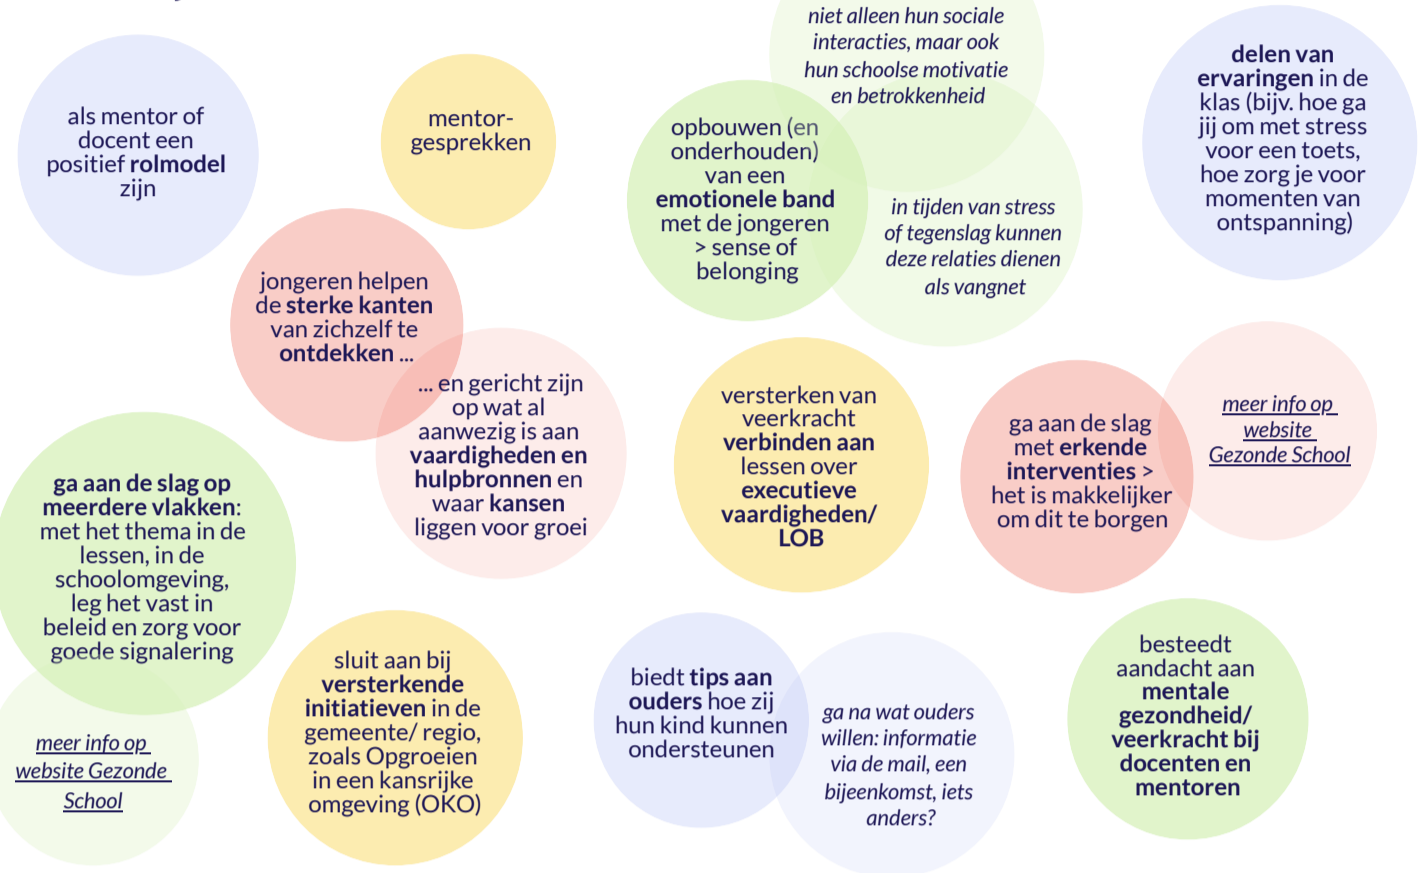 als mentor of
docent een
positief rolmodel
zijn
mentor-
gesprekken
niet alleen hun sociale
interacties, maar ook
hun schoolse motivatie
en betrokkenheid
opbouwen (en
onderhouden)
van een
emotionele band
met de jongeren
> sense of
belonging
in tijden van stress
of tegenslag kunnen
deze relaties dienen
als vangnet
delen van
ervaringen in de
klas (bijv. hoe ga
jij om met stress
voor een toets,
hoe zorg je voor
momenten van
ontspanning)
jongeren helpen
de sterke kanten
van zichzelf te
ontdekken ...
... en gericht zijn
op wat al
aanwezig is aan
vaardigheden en
hulpbronnen en
waar kansen
liggen voor groei
versterken van
veerkracht
verbinden aan
lessen over
executieve
vaardigheden/
LOB
ga aan de slag
met erkende
interventies >
het is makkelijker
om dit te borgen
meer info op
website
Gezonde School
ga aan de slag op
meerdere vlakken:
met het thema in de
lessen, in de
schoolomgeving,
leg het vast in
beleid en zorg voor
goede signalering
meer info op
website Gezonde
School
sluit aan bij
versterkende
initiatieven in de
gemeente/ regio,
zoals Opgroeien
in een kansrijke
omgeving (OKO)
biedt tips aan
ouders hoe zij
hun kind kunnen
ondersteunen
ga na wat ouders
willen: informatie
via de mail, een
bijeenkomst, iets
anders?
besteedt
aandacht aan
mentale
gezondheid/
veerkracht bij
docenten en
mentoren